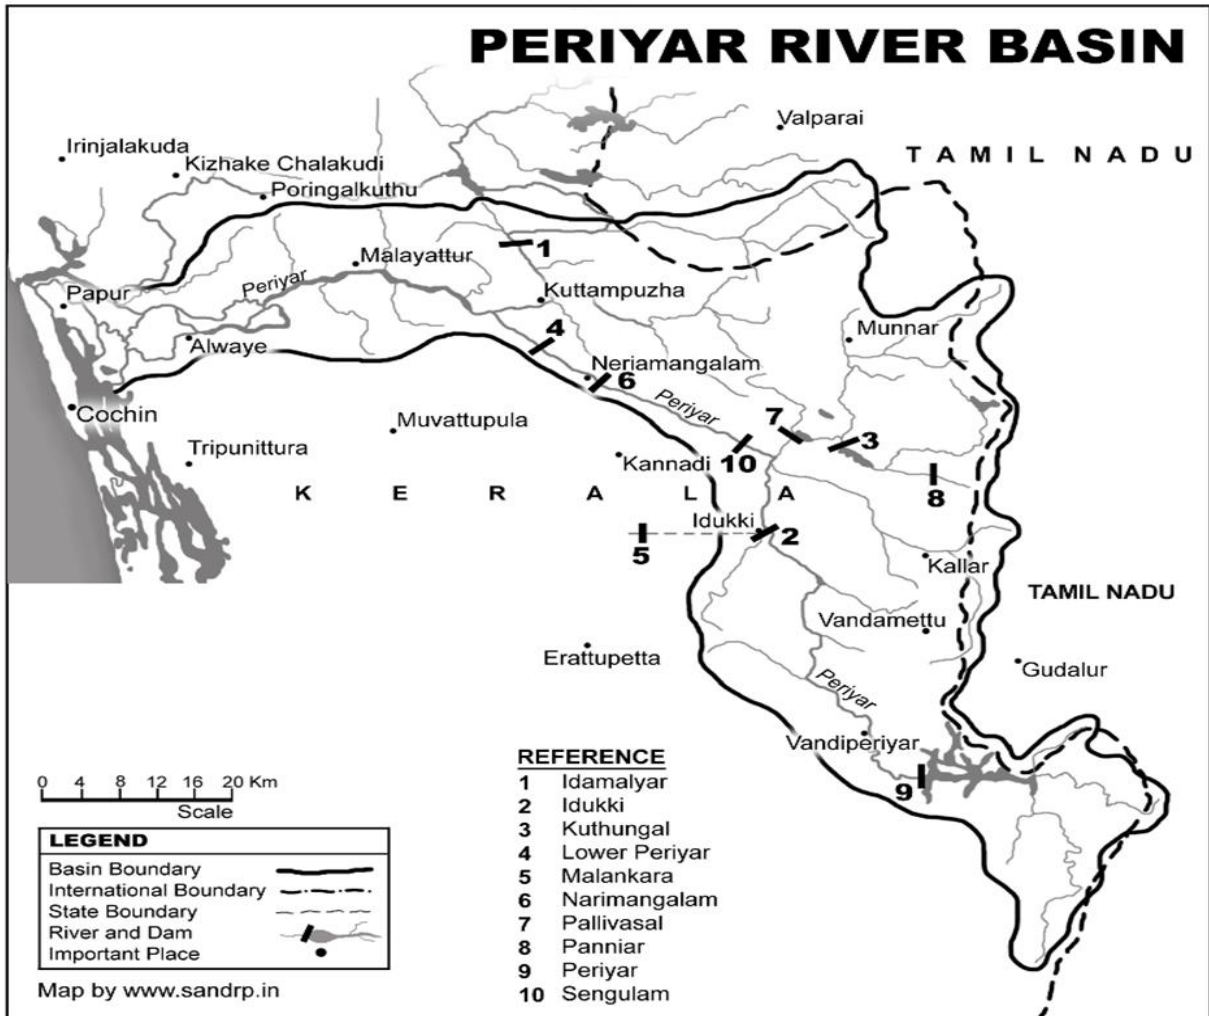 PERIYAR RIVER BASIN
Valparai
Irinjalakuda
TAMIL NADU
Kizhake Chalakudi
Poringalkuthu
1
Malayattur
Periyar
Papur
Kuttampuzha
4
Munnar
Alwaye
Neriamangalam
6
Periyar
Cochin
Muvattupula
7
3
Tripunittura
Kannadi
10
8
KERALA
Idukki
2
5
Kallar
TAMIL NADU
Vandamettu
Erattupetta
Gudalur
Periyar
Vandiperiyar
9
REFERENCE
1 Idamalyar
2 Idukki
3 Kuthungal
4 Lower Periyar
5 Malankara
6 Narimangalam
7 Pallivasal
8 Panniar
9 Periyar
10 Sengulam
0 4 8 12 16 20 Km
Scale
LEGEND
Basin Boundary
International Boundary
State Boundary
River and Dam
Important Place
Map by www.sandrp.in